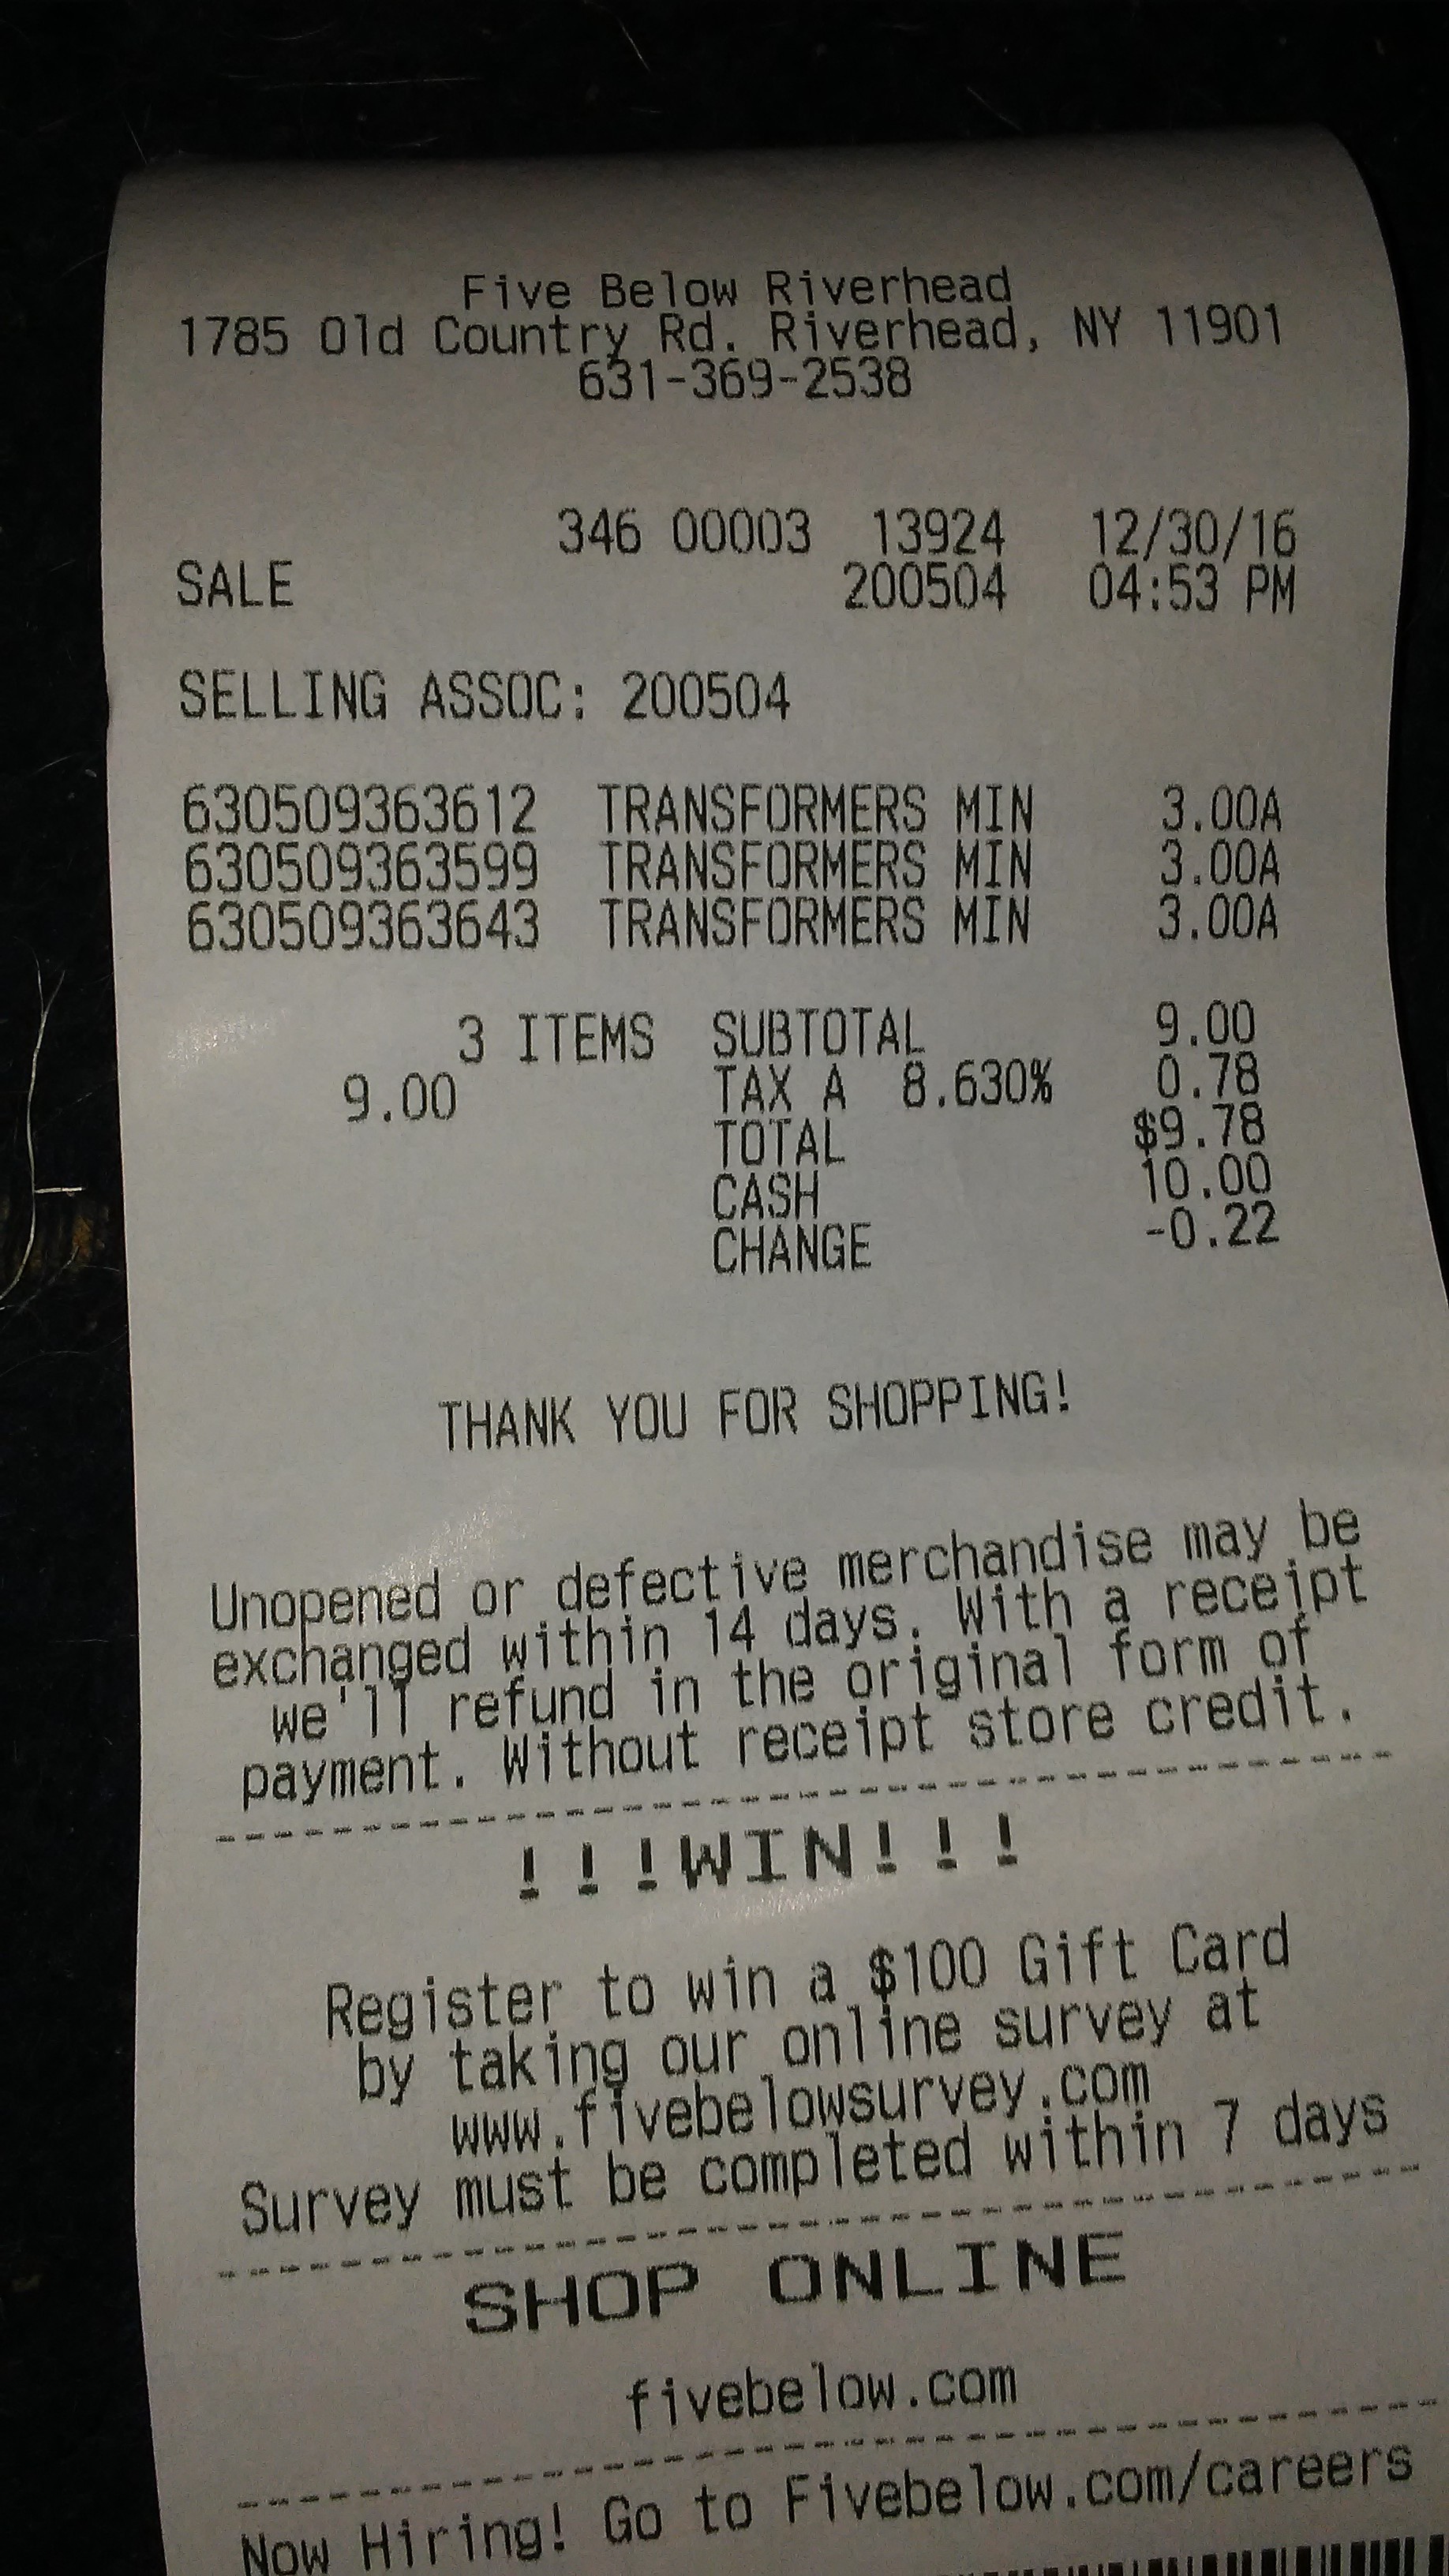 Five Below Riverhead
1785 Old Country Rd. Riverhead, NY 11901
631-369-2538
346 00003 13924 12/30/16
SALE 200504 04:53 PM
SELLING ASSOC: 200504
630509363612 TRANSFORMERS MIN 3.00A
630509363599 TRANSFORMERS MIN 3.00A
630509363643 TRANSFORMERS MIN 3.00A
3 ITEMS SUBTOTAL 9.00
9.00 TAX A 8.630% 0.78
TOTAL $9.78
CASH 10.00
CHANGE -0.22
THANK YOU FOR SHOPPING!
Unopened or defective merchandise may be
exchanged within 14 days. With a receipt
we'll refund in the original form of
payment. Without receipt store credit.
!!!WIN!!!
Register to win a $100 Gift Card
by taking our online survey at
www.fivebelowsurvey.com
Survey must be completed within 7 days
SHOP ONLINE
fivebelow.com
Now Hiring! Go to Fivebelow.com/careers